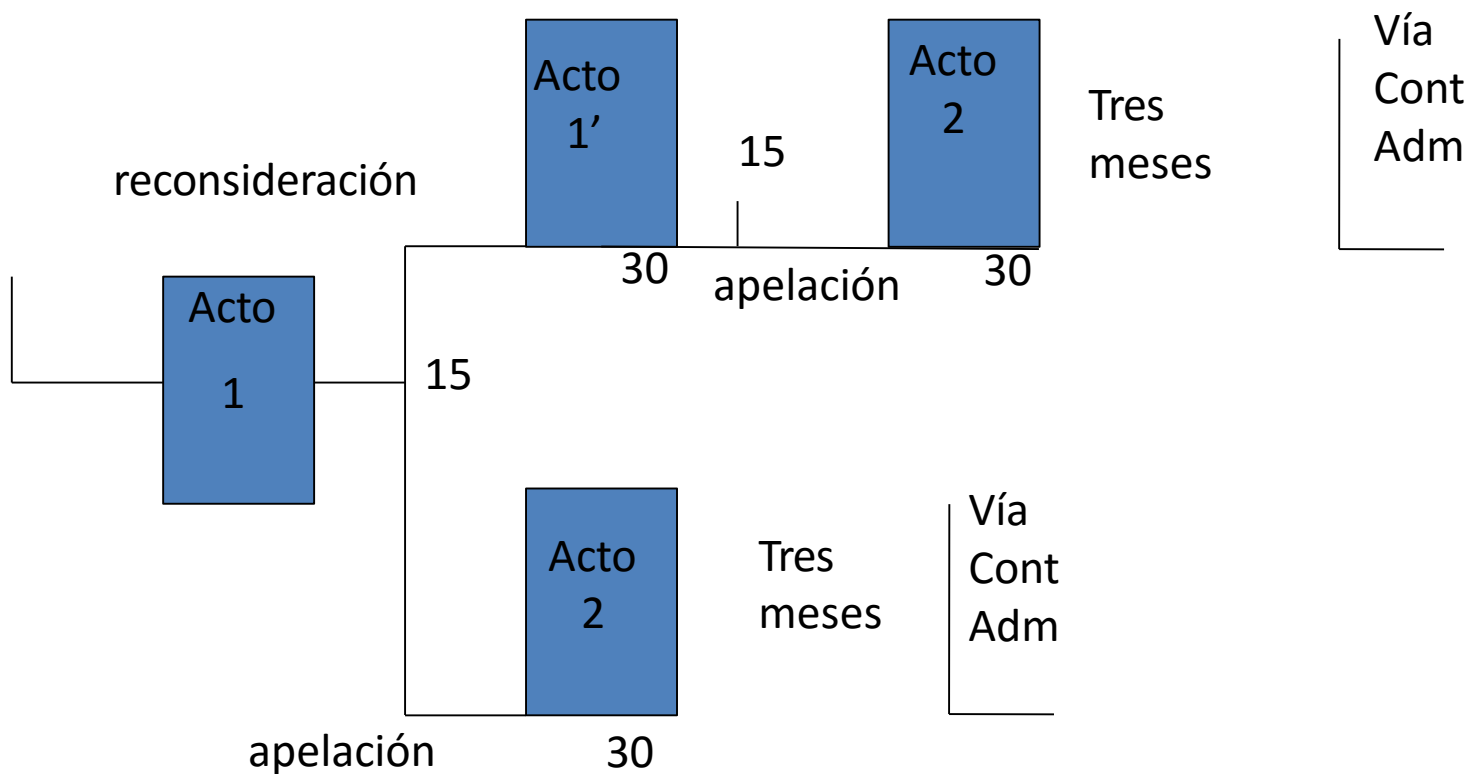 reconsideración
Acto
1
15
Acto
1’
30
15
apelación
Acto
2
30
Tres
meses
Vía
Cont
Adm
apelación
Acto
2
30
Tres
meses
Vía
Cont
Adm